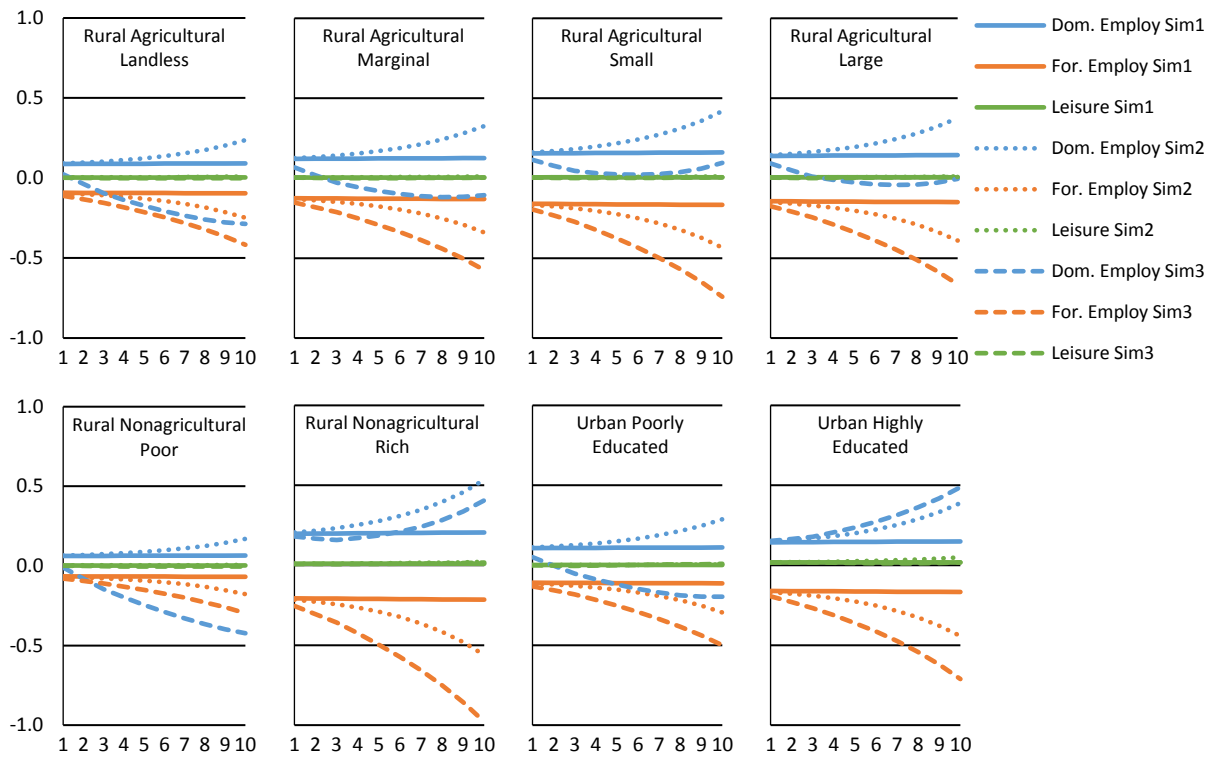 1.0
0.5
0.0
-0.5
-1.0
Rural Agricultural
Landless
Rural Agricultural
Marginal
Rural Agricultural
Small
Rural Agricultural
Large
1 2 3 4 5 6 7 8 9 10
1 2 3 4 5 6 7 8 9 10
1 2 3 4 5 6 7 8 9 10
1 2 3 4 5 6 7 8 9 10
Dom. Employ Sim1
For. Employ Sim1
Leisure Sim1
Dom. Employ Sim2
For. Employ Sim2
Leisure Sim2
Dom. Employ Sim3
For. Employ Sim3
Leisure Sim3
1.0
0.5
0.0
-0.5
-1.0
Rural Nonagricultural
Poor
Rural Nonagricultural
Rich
Urban Poorly
Educated
Urban Highly
Educated
1 2 3 4 5 6 7 8 9 10
1 2 3 4 5 6 7 8 9 10
1 2 3 4 5 6 7 8 9 10
1 2 3 4 5 6 7 8 9 10